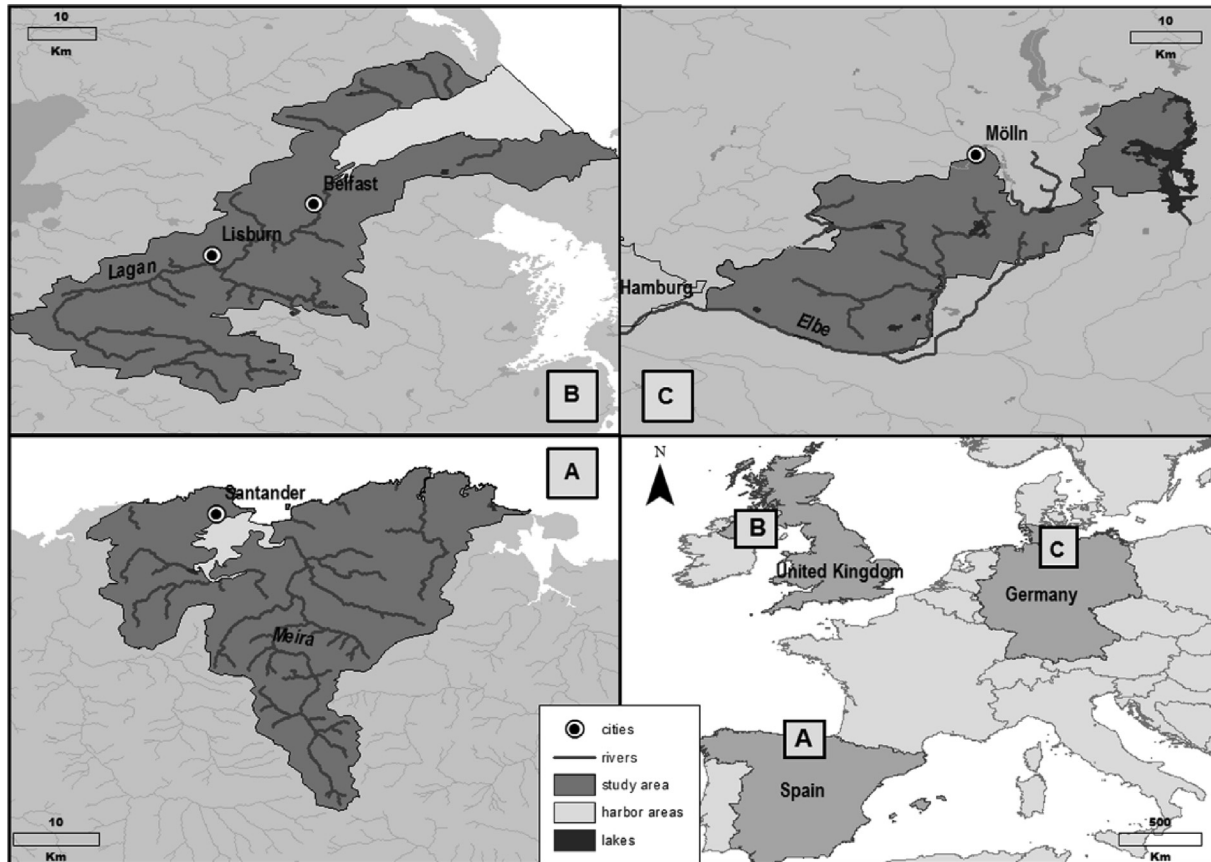 10
Km
Belfast
Lisburn
Lagan
B
10
Km
Mölln
Hamburg
Elbe
C
A
Santander
Meira
10
Km
N
B
C
United Kingdom
Germany
A
Spain
500
Km
cities
rivers
study area
harbor areas
lakes